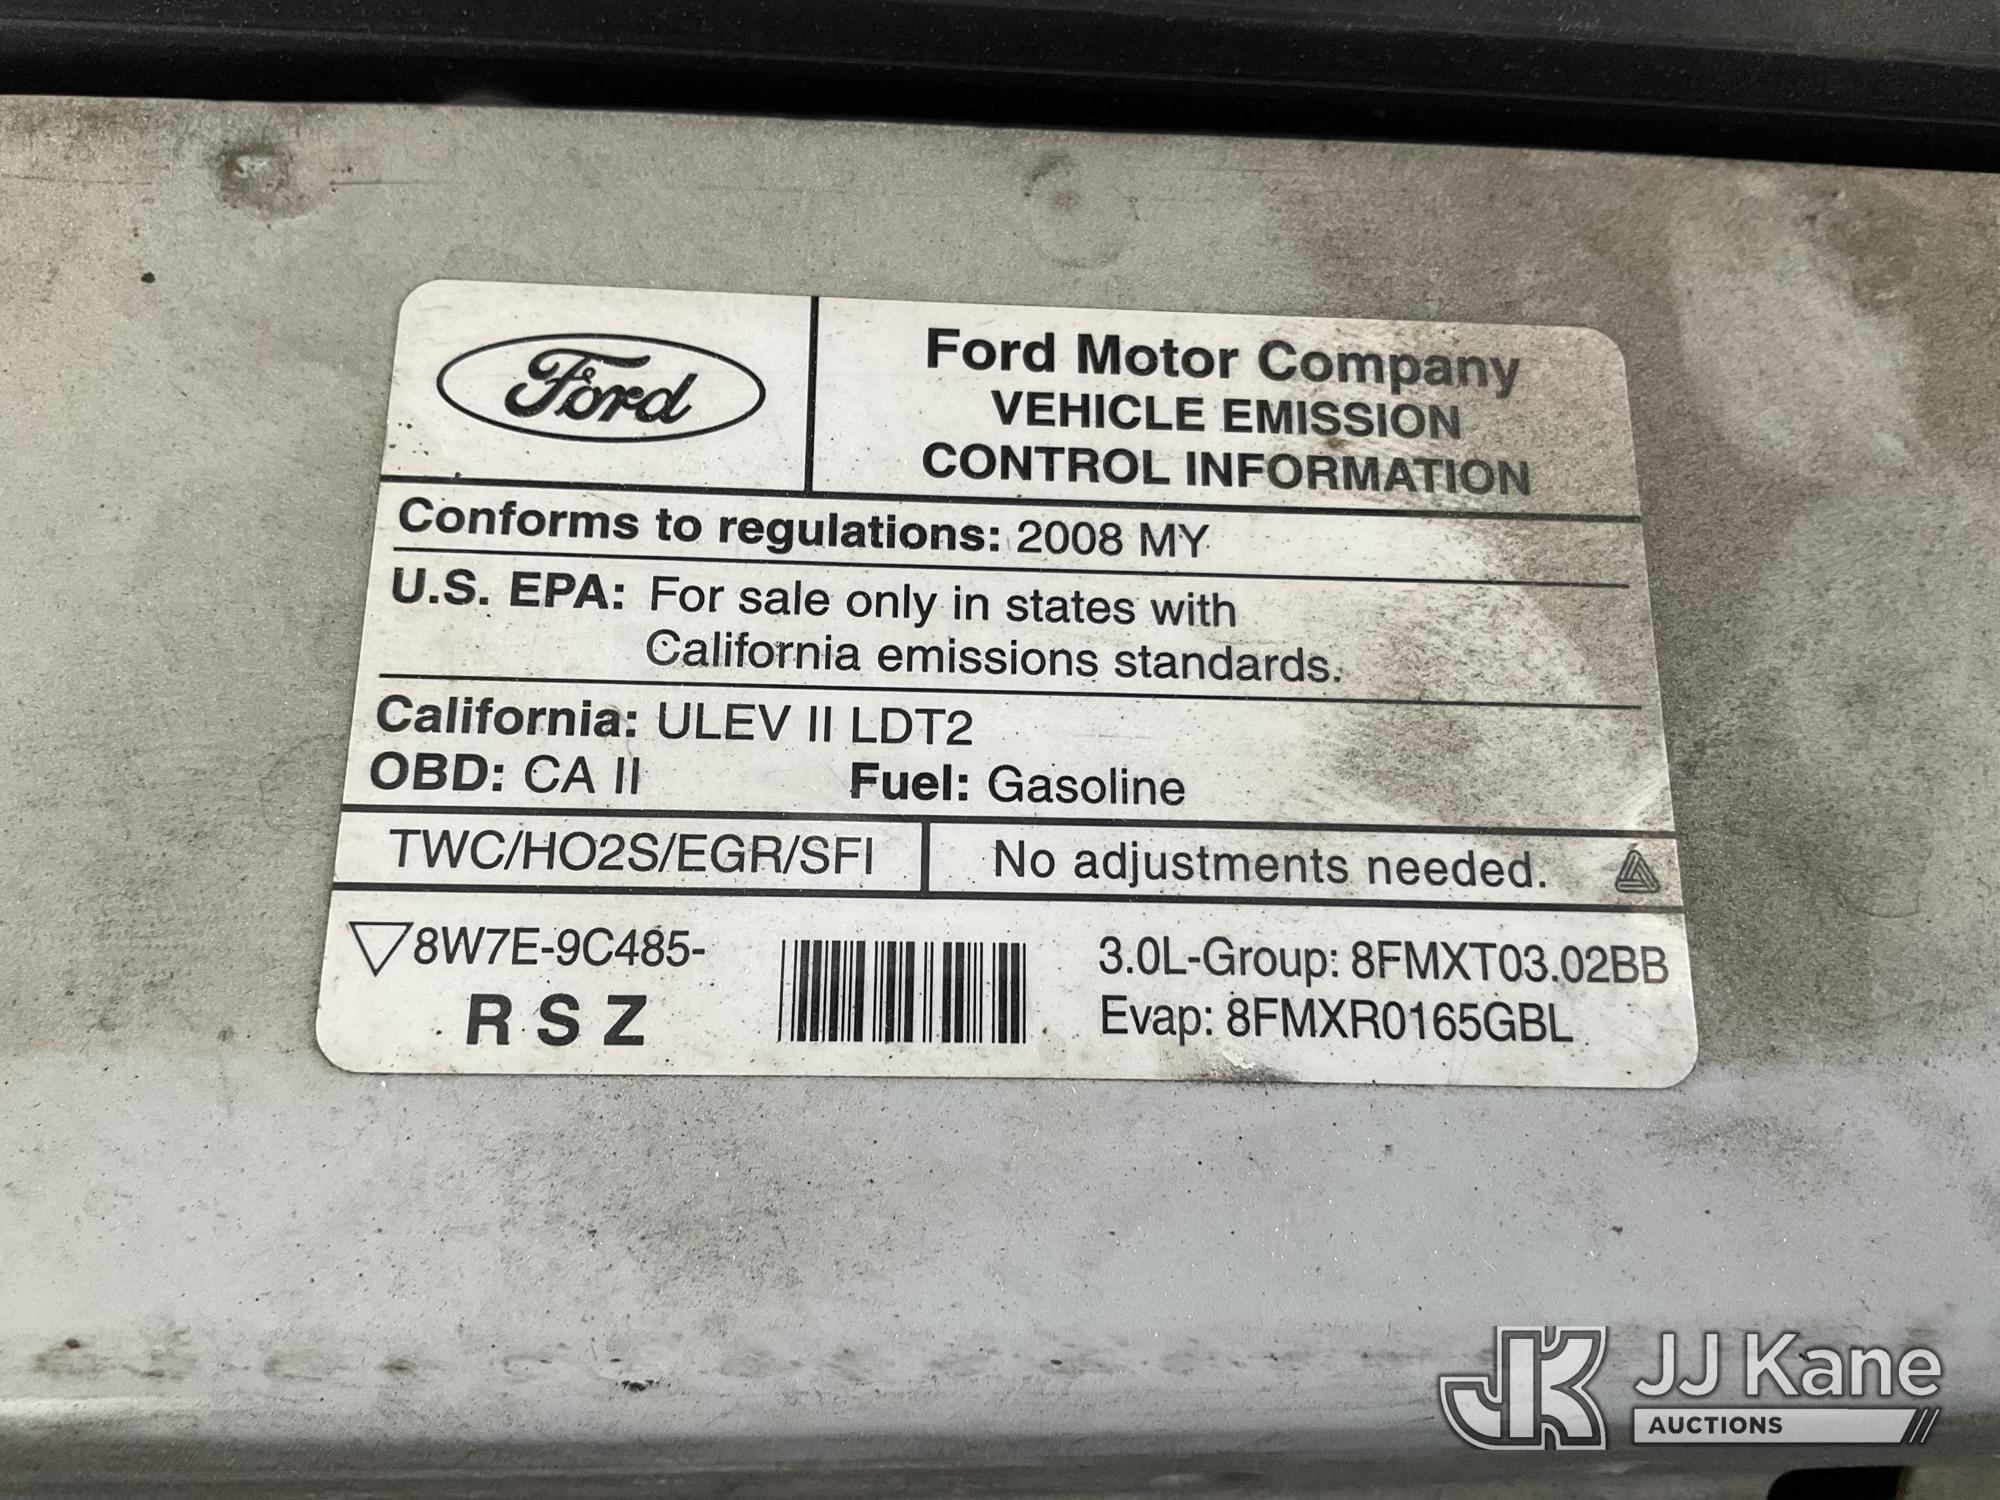 Ford
Ford Motor Company
VEHICLE EMISSION
CONTROL INFORMATION
Conforms to regulations: 2008 MY
U.S. EPA: For sale only in states with
California emissions standards.
California: ULEV II LDT2
OBD: CA II Fuel: Gasoline
TWC/HO2S/EGR/SFI No adjustments needed.
8W7E-9C485-
R S Z
3.0L-Group: 8FMXT03.02BB
Evap: 8FMXR0165GBL
JK JJ Kane
AUCTIONS